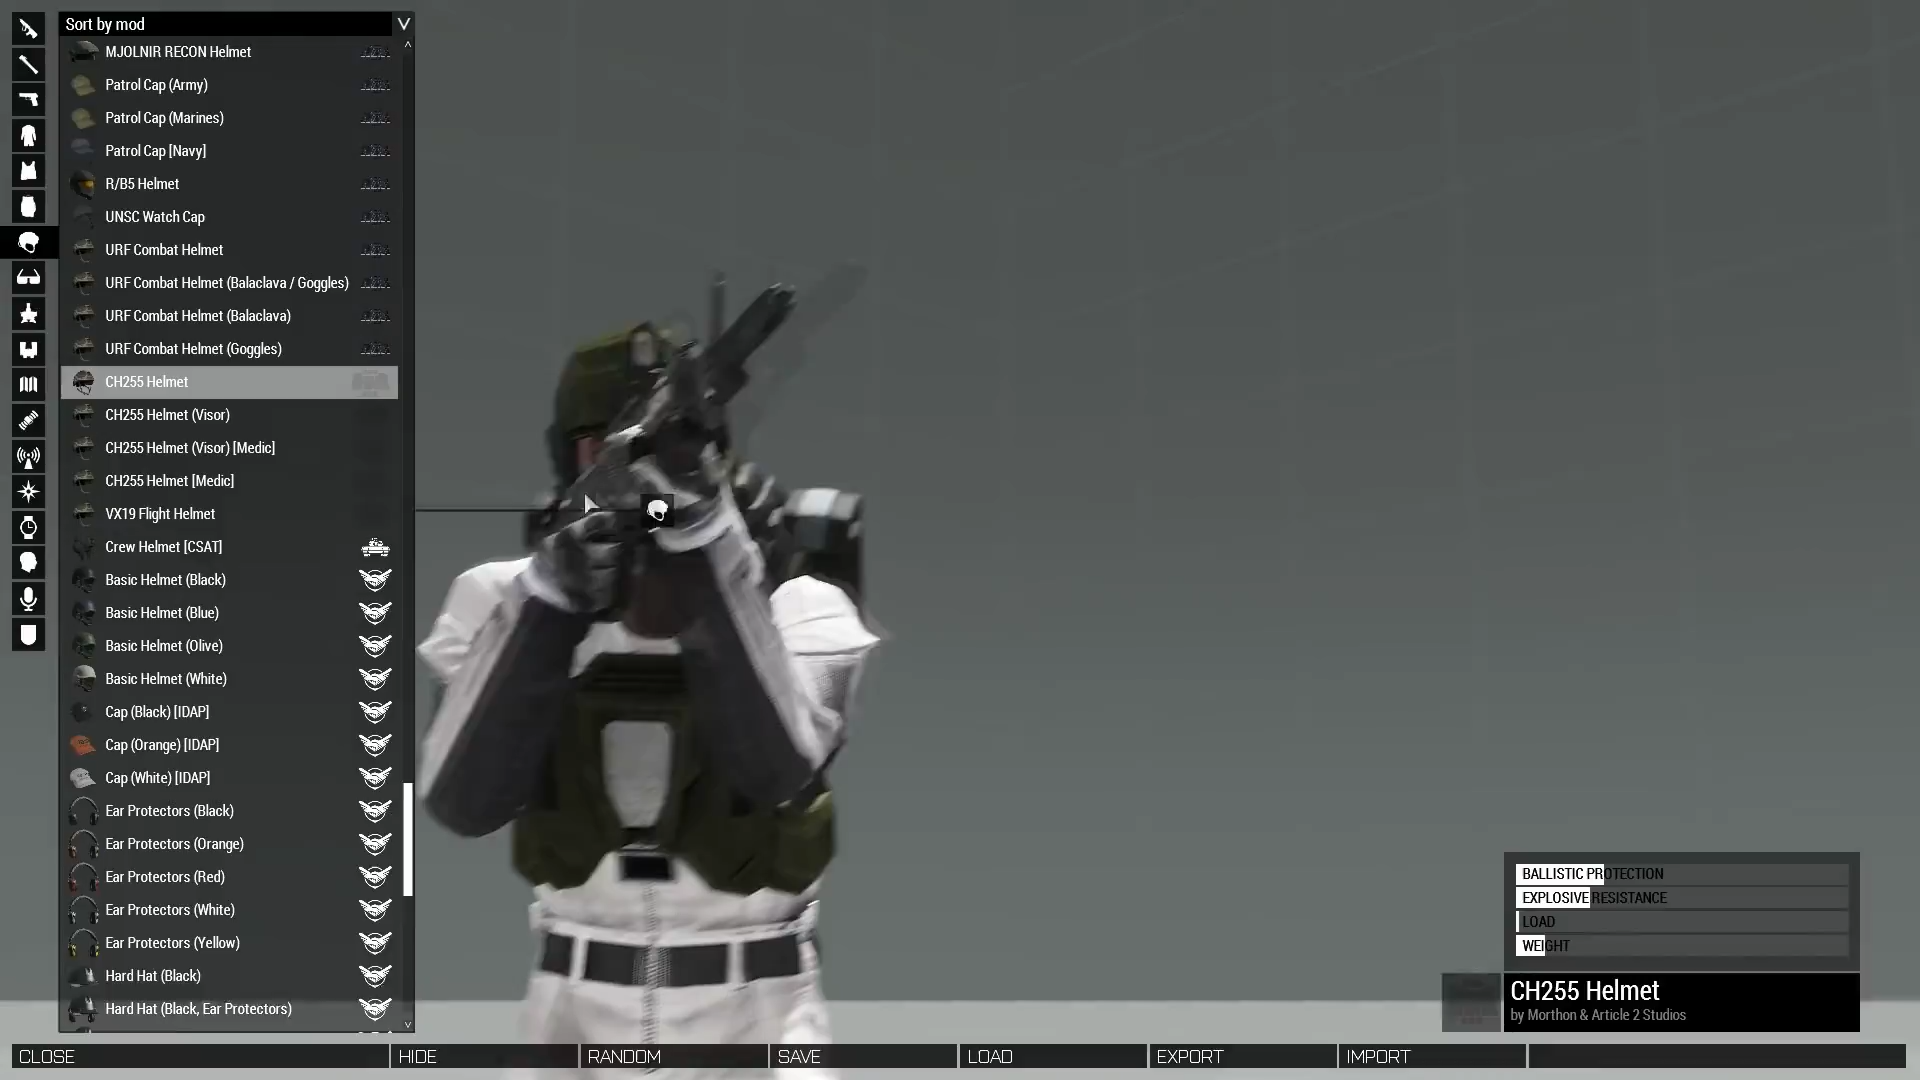 Sort by mod
MJOLNIR RECON Helmet
Patrol Cap (Army)
Patrol Cap (Marines)
Patrol Cap [Navy]
R/B5 Helmet
UNSC Watch Cap
URF Combat Helmet
URF Combat Helmet (Balaclava / Goggles)
URF Combat Helmet (Balaclava)
URF Combat Helmet (Goggles)
CH255 Helmet
CH255 Helmet (Visor)
CH255 Helmet (Visor) [Medic]
CH255 Helmet [Medic]
VX19 Flight Helmet
Crew Helmet [CSAT]
Basic Helmet (Black)
Basic Helmet (Blue)
Basic Helmet (Olive)
Basic Helmet (White)
Cap (Black) [IDAP]
Cap (Orange) [IDAP]
Cap (White) [IDAP]
Ear Protectors (Black)
Ear Protectors (Orange)
Ear Protectors (Red)
Ear Protectors (White)
Ear Protectors (Yellow)
Hard Hat (Black)
Hard Hat (Black, Ear Protectors)
BALLISTIC PROTECTION
EXPLOSIVE RESISTANCE
LOAD
WEIGHT
CH255 Helmet
by Morthon & Article 2 Studios
CLOSE
HIDE
RANDOM
SAVE
LOAD
EXPORT
IMPORT